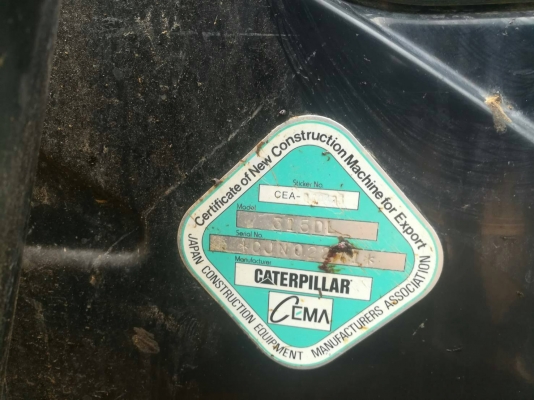 Certificate of New Construction Machine for Export
Sticker No.
CEA-
Model
315DL
Serial No.
Manufacturer
CATERPILLAR
CEMA
JAPAN CONSTRUCTION EQUIPMENT MANUFACTURERS ASSOCIATION